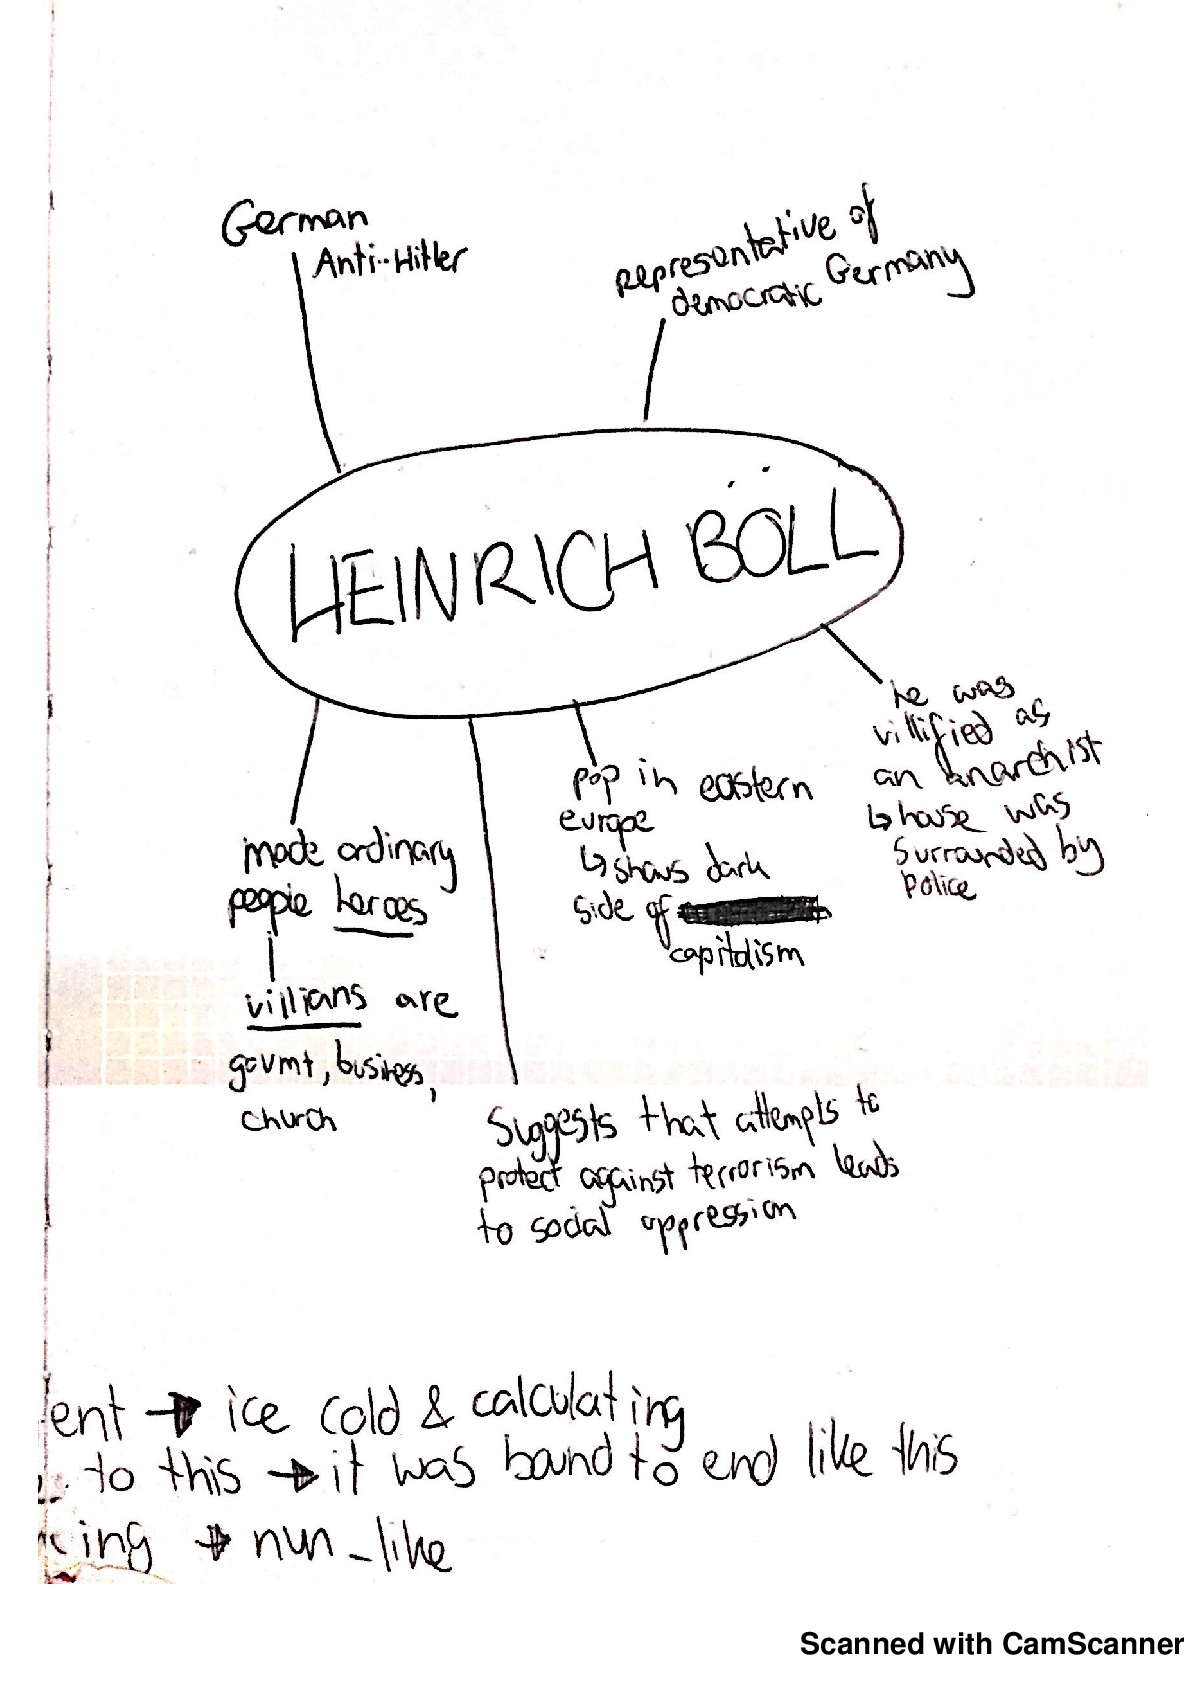 German
Anti-Hitler
representative of
democratic Germany
HEINRICH BÖLL
he was
villified as
an anarchist
↳ house was
surrounded by
police
pop in eastern
europe
↳ shows dark
side of
capitalism
made ordinary
people heroes
villians are
govmt, business,
church
Suggests that attempts to
protect against terrorism leads
to social oppression
ent → ice cold & calculating
to this → it was bound to end like this
ing → nun-like
Scanned with CamScanner